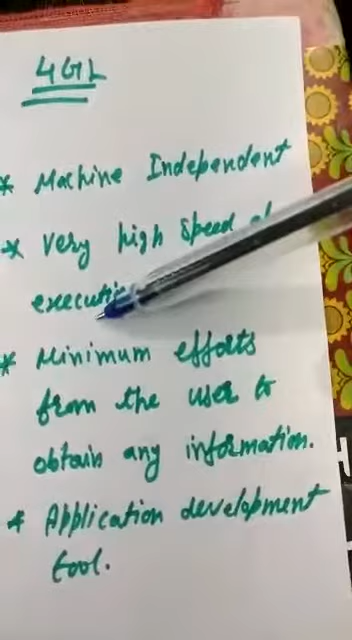 4GL
* Machine Independent
* Very high speed of
execution
* Minimum efforts
from the user to
obtain any information.
* Application development
tool.